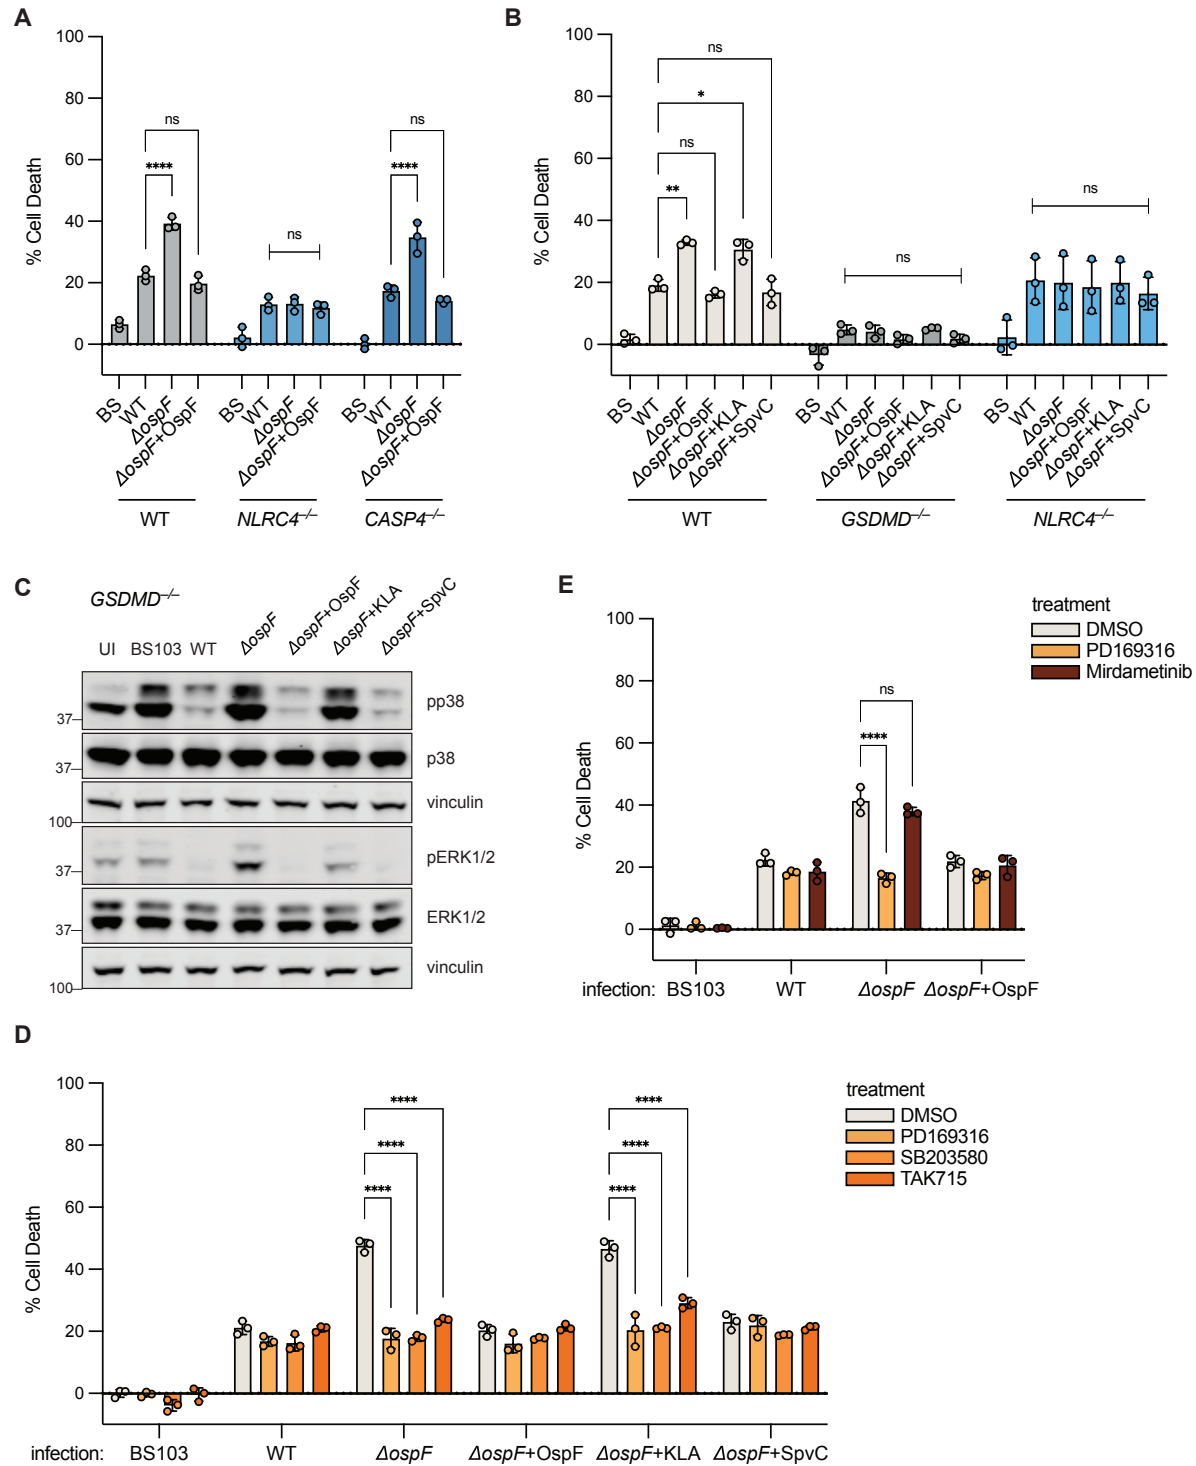 A
% Cell Death
100
80
60
40
20
0
ns
****
ns
ns
****
BS
WT
ΔospF
ΔospF+OspF
BS
WT
ΔospF
ΔospF+OspF
BS
WT
ΔospF
ΔospF+OspF
WT
NLRC4–/–
CASP4–/–
B
% Cell Death
100
80
60
40
20
0
ns
*
ns
**
ns
ns
BS
WT
ΔospF
ΔospF+OspF
ΔospF+KLA
ΔospF+SpvC
BS
WT
ΔospF
ΔospF+OspF
ΔospF+KLA
ΔospF+SpvC
BS
WT
ΔospF
ΔospF+OspF
ΔospF+KLA
ΔospF+SpvC
WT
GSDMD–/–
NLRC4–/–
C
GSDMD–/–
UI BS103 WT ΔospF ΔospF+OspF ΔospF+KLA ΔospF+SpvC
37 pp38
37 p38
100 vinculin
37 pERK1/2
37 ERK1/2
100 vinculin
E
% Cell Death
100
80
60
40
20
0
ns
****
treatment
DMSO
PD169316
Mirdametinib
infection: BS103 WT ΔospF ΔospF+OspF
D
% Cell Death
100
80
60
40
20
0
****
****
****
****
****
****
treatment
DMSO
PD169316
SB203580
TAK715
infection: BS103 WT ΔospF ΔospF+OspF ΔospF+KLA ΔospF+SpvC